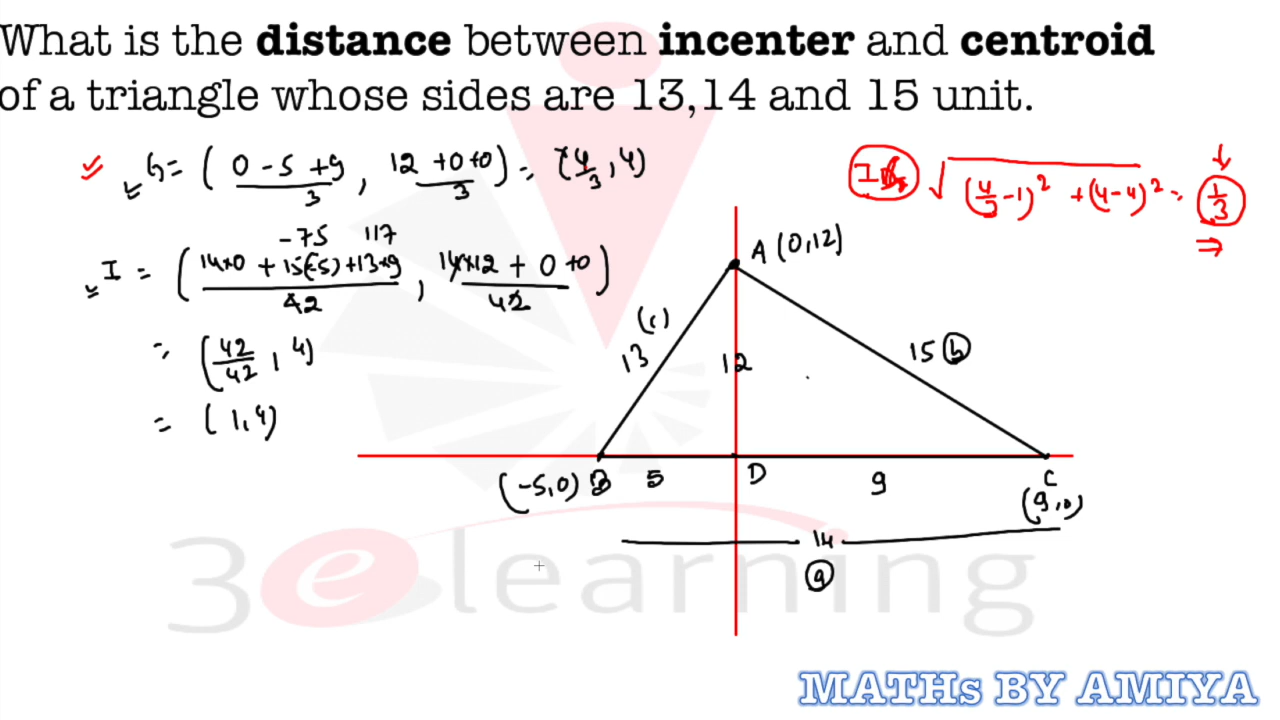 What is the distance between incenter and centroid
of a triangle whose sides are 13,14 and 15 unit.
G = ( 0 - 5 + 9 / 3 , 12 + 0 + 0 / 3 ) = ( 4/3 , 4)
-75 117
I = ( 14×0 + 15(-5) + 13×9 / 42 , 14×12 + 0 + 0 / 42 )
= ( 42/42 , 4)
= ( 1, 4)
√ (4/3 - 1)² + (4 - 4)² = 1/3
⇒
A (0,12)
(c)
13
12
15 b
(-5,0) B 5 D 9 C
(9,0)
14
a
3elearning
MATHs BY AMIYA